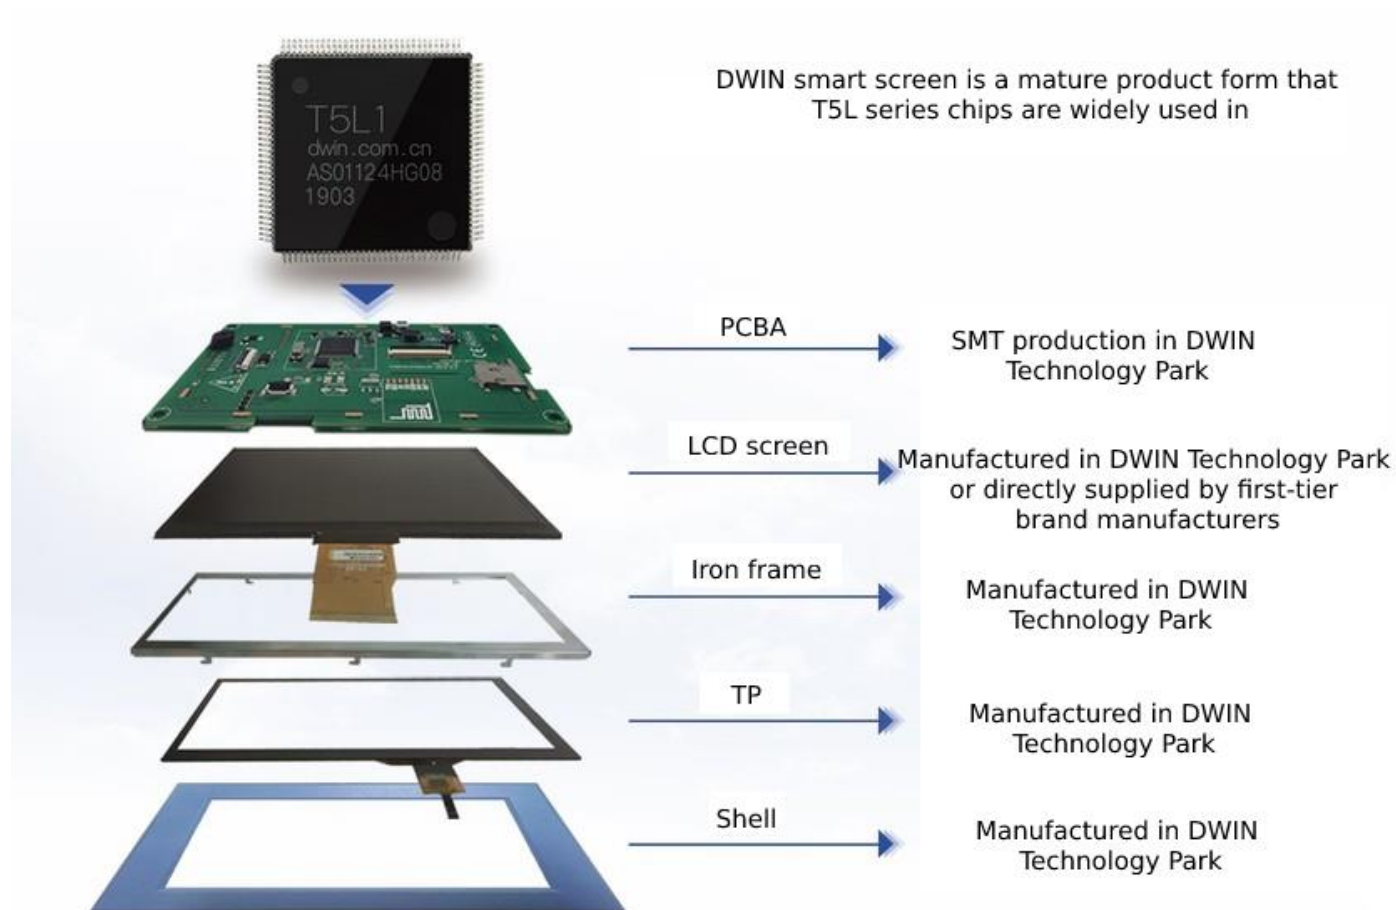 T5L1
dwin.com.cn
AS01124HG08
1903
DWIN smart screen is a mature product form that
T5L series chips are widely used in
PCBA
SMT production in DWIN
Technology Park
LCD screen
Manufactured in DWIN Technology Park
or directly supplied by first-tier
brand manufacturers
Iron frame
Manufactured in DWIN
Technology Park
TP
Manufactured in DWIN
Technology Park
Shell
Manufactured in DWIN
Technology Park